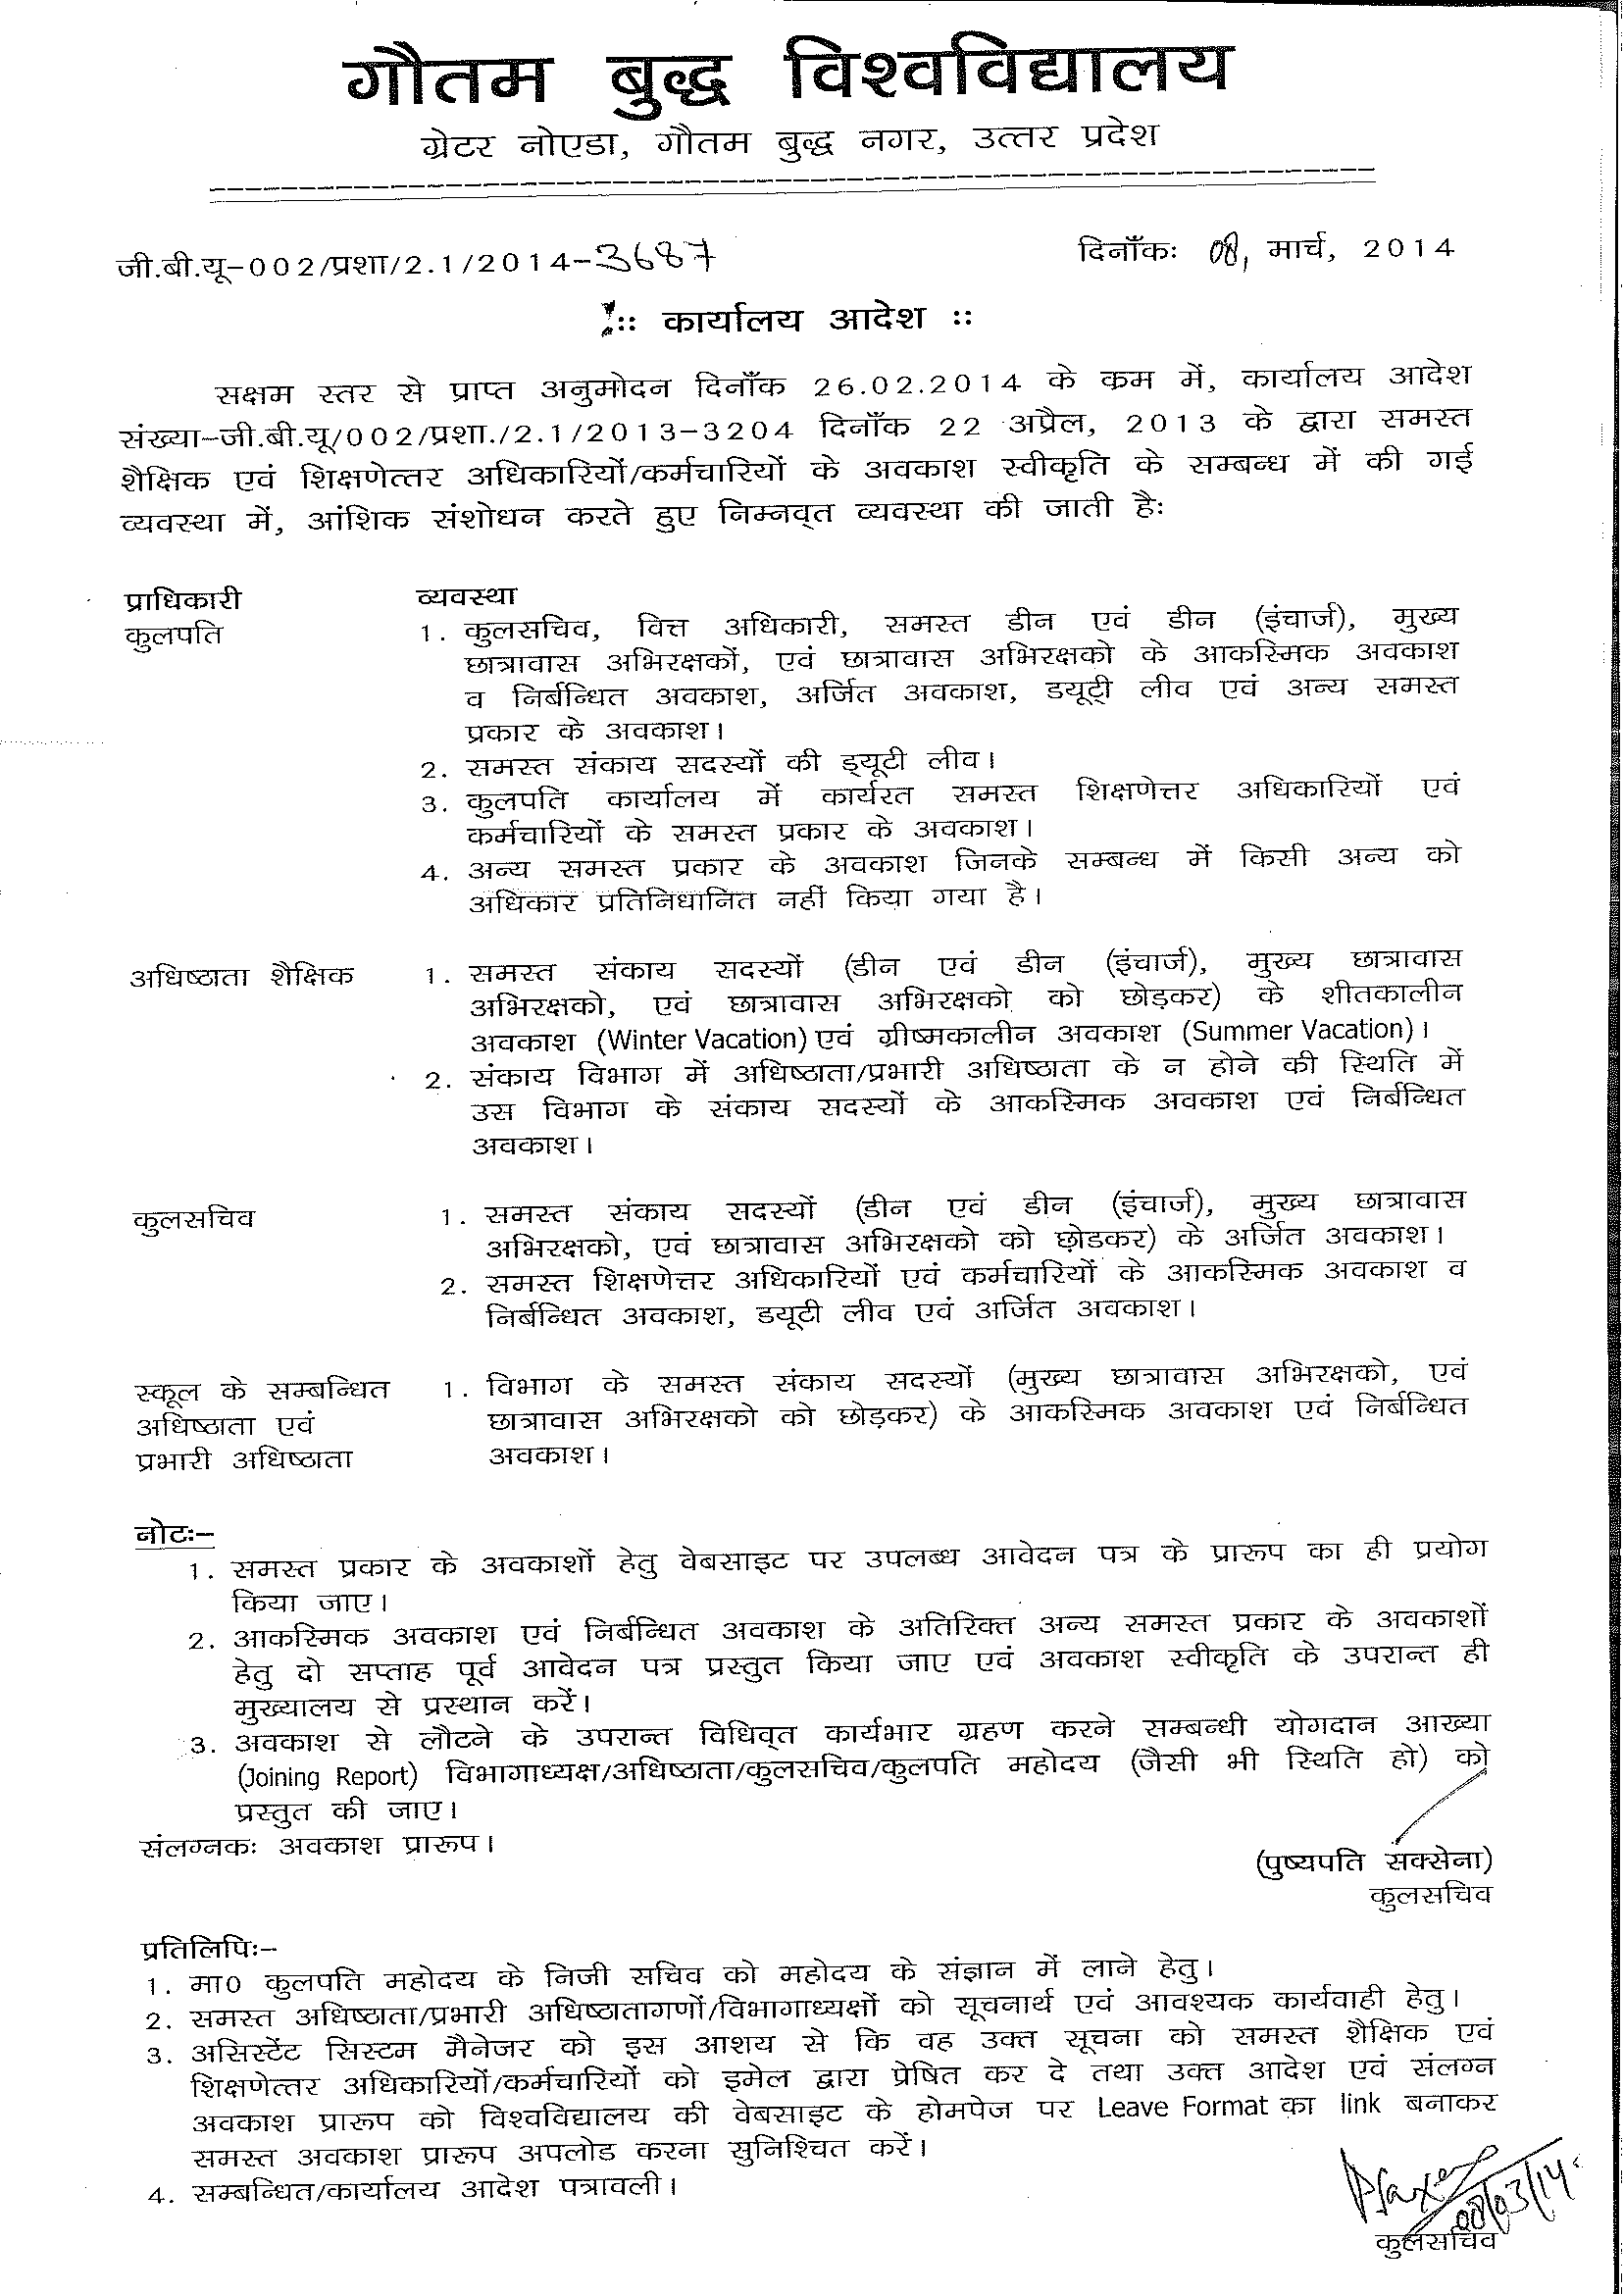 गौतम बुद्ध विश्वविद्यालय
ग्रेटर नोएडा, गौतम बुद्ध नगर, उत्तर प्रदेश
जी.बी.यू-002/प्रशा/2.1/2014-3687 दिनाँकः 08, मार्च, 2014
:: कार्यालय आदेश ::
सक्षम स्तर से प्राप्त अनुमोदन दिनाँक 26.02.2014 के कम में, कार्यालय आदेश
संख्या-जी.बी.यू/002/प्रशा./2.1/2013-3204 दिनाँक 22 अप्रैल, 2013 के द्वारा समस्त
शैक्षिक एवं शिक्षणेत्तर अधिकारियों/कर्मचारियों के अवकाश स्वीकृति के सम्बन्ध में की गई
व्यवस्था में, आंशिक संशोधन करते हुए निम्नव्त व्यवस्था की जाती हैः
प्राधिकारी व्यवस्था
कुलपति 1. कुलसचिव, वित्त अधिकारी, समस्त डीन एवं डीन (इंचार्ज), मुख्य
छात्रावास अभिरक्षकों, एवं छात्रावास अभिरक्षको के आकस्मिक अवकाश
व निर्बन्धित अवकाश, अर्जित अवकाश, डयूटी लीव एवं अन्य समस्त
प्रकार के अवकाश।
2. समस्त संकाय सदस्यों की ड्यूटी लीव।
3. कुलपति कार्यालय में कार्यरत समस्त शिक्षणेत्तर अधिकारियों एवं
कर्मचारियों के समस्त प्रकार के अवकाश।
4. अन्य समस्त प्रकार के अवकाश जिनके सम्बन्ध में किसी अन्य को
अधिकार प्रतिनिधानित नहीं किया गया है।
अधिष्ठाता शैक्षिक 1. समस्त संकाय सदस्यों (डीन एवं डीन (इंचार्ज), मुख्य छात्रावास
अभिरक्षको, एवं छात्रावास अभिरक्षको को छोड़कर) के शीतकालीन
अवकाश (Winter Vacation) एवं ग्रीष्मकालीन अवकाश (Summer Vacation)।
2. संकाय विभाग में अधिष्ठाता/प्रभारी अधिष्ठाता के न होने की स्थिति में
उस विभाग के संकाय सदस्यों के आकस्मिक अवकाश एवं निर्बन्धित
अवकाश।
कुलसचिव 1. समस्त संकाय सदस्यों (डीन एवं डीन (इंचार्ज), मुख्य छात्रावास
अभिरक्षको, एवं छात्रावास अभिरक्षको को छो़डकर) के अर्जित अवकाश।
2. समस्त शिक्षणेत्तर अधिकारियों एवं कर्मचारियों के आकस्मिक अवकाश व
निर्बन्धित अवकाश, डयूटी लीव एवं अर्जित अवकाश।
स्कूल के सम्बन्धित 1. विभाग के समस्त संकाय सदस्यों (मुख्य छात्रावास अभिरक्षको, एवं
अधिष्ठाता एवं छात्रावास अभिरक्षको को छोड़कर) के आकस्मिक अवकाश एवं निर्बन्धित
प्रभारी अधिष्ठाता अवकाश।
नोटः-
1. समस्त प्रकार के अवकाशों हेतु वेबसाइट पर उपलब्ध आवेदन पत्र के प्रारूप का ही प्रयोग
किया जाए।
2. आकस्मिक अवकाश एवं निर्बन्धित अवकाश के अतिरिक्त अन्य समस्त प्रकार के अवकाशों
हेतु दो सप्ताह पूर्व आवेदन पत्र प्रस्तुत किया जाए एवं अवकाश स्वीकृति के उपरान्त ही
मुख्यालय से प्रस्थान करें।
3. अवकाश से लौटने के उपरान्त विधिव्त कार्यभार ग्रहण करने सम्बन्धी योगदान आख्या
(Joining Report) विभागाध्यक्ष/अधिष्ठाता/कुलसचिव/कुलपति महोदय (जैसी भी स्थिति हो) को
प्रस्तुत की जाए।
संलग्नकः अवकाश प्रारूप।
(पुष्यपति सक्सेना)
कुलसचिव
प्रतिलिपिः-
1. मा0 कुलपति महोदय के निजी सचिव को महोदय के संज्ञान में लाने हेतु।
2. समस्त अधिष्ठाता/प्रभारी अधिष्ठातागणों/विभागाध्यक्षों को सूचनार्थ एवं आवश्यक कार्यवाही हेतु।
3. असिस्टेंट सिस्टम मैनेजर को इस आशय से कि वह उक्त सूचना को समस्त शैक्षिक एवं
शिक्षणेत्तर अधिकारियों/कर्मचारियों को इमेल द्वारा प्रेषित कर दे तथा उक्त आदेश एवं संलग्न
अवकाश प्रारूप को विश्वविद्यालय की वेबसाइट के होमपेज पर Leave Format का link बनाकर
समस्त अवकाश प्रारूप अपलोड करना सुनिश्चित करें।
4. सम्बन्धित/कार्यालय आदेश पत्रावली।
08/03/14
कुलसचिव